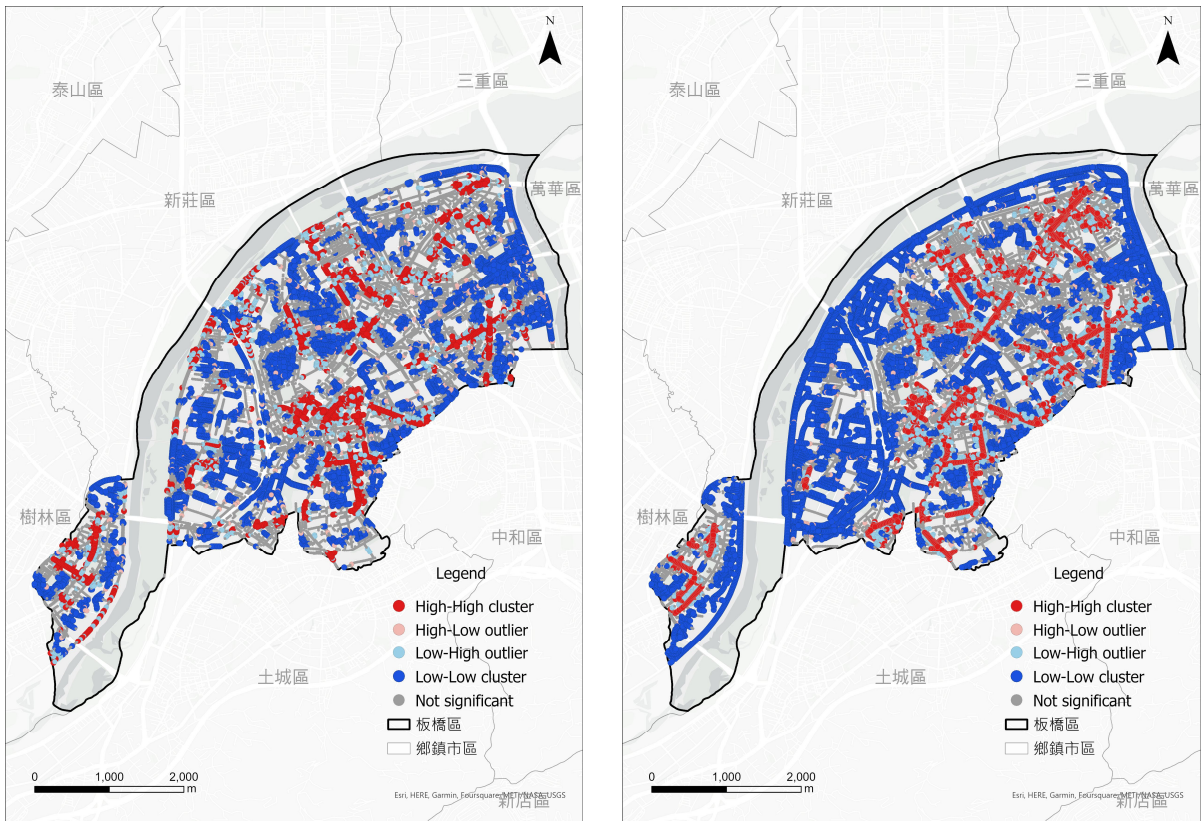 N
三重區
泰山區
新莊區
萬華區
樹林區
中和區
Legend
High-High cluster
High-Low outlier
Low-High outlier
Low-Low cluster
Not significant
板橋區
鄉鎮市區
土城區
0 1,000 2,000
m
Esri, HERE, Garmin, Foursquare, METI/NASA, USGS
新店區
N
三重區
泰山區
新莊區
萬華區
樹林區
中和區
Legend
High-High cluster
High-Low outlier
Low-High outlier
Low-Low cluster
Not significant
板橋區
鄉鎮市區
土城區
0 1,000 2,000
m
Esri, HERE, Garmin, Foursquare, METI/NASA, USGS
新店區